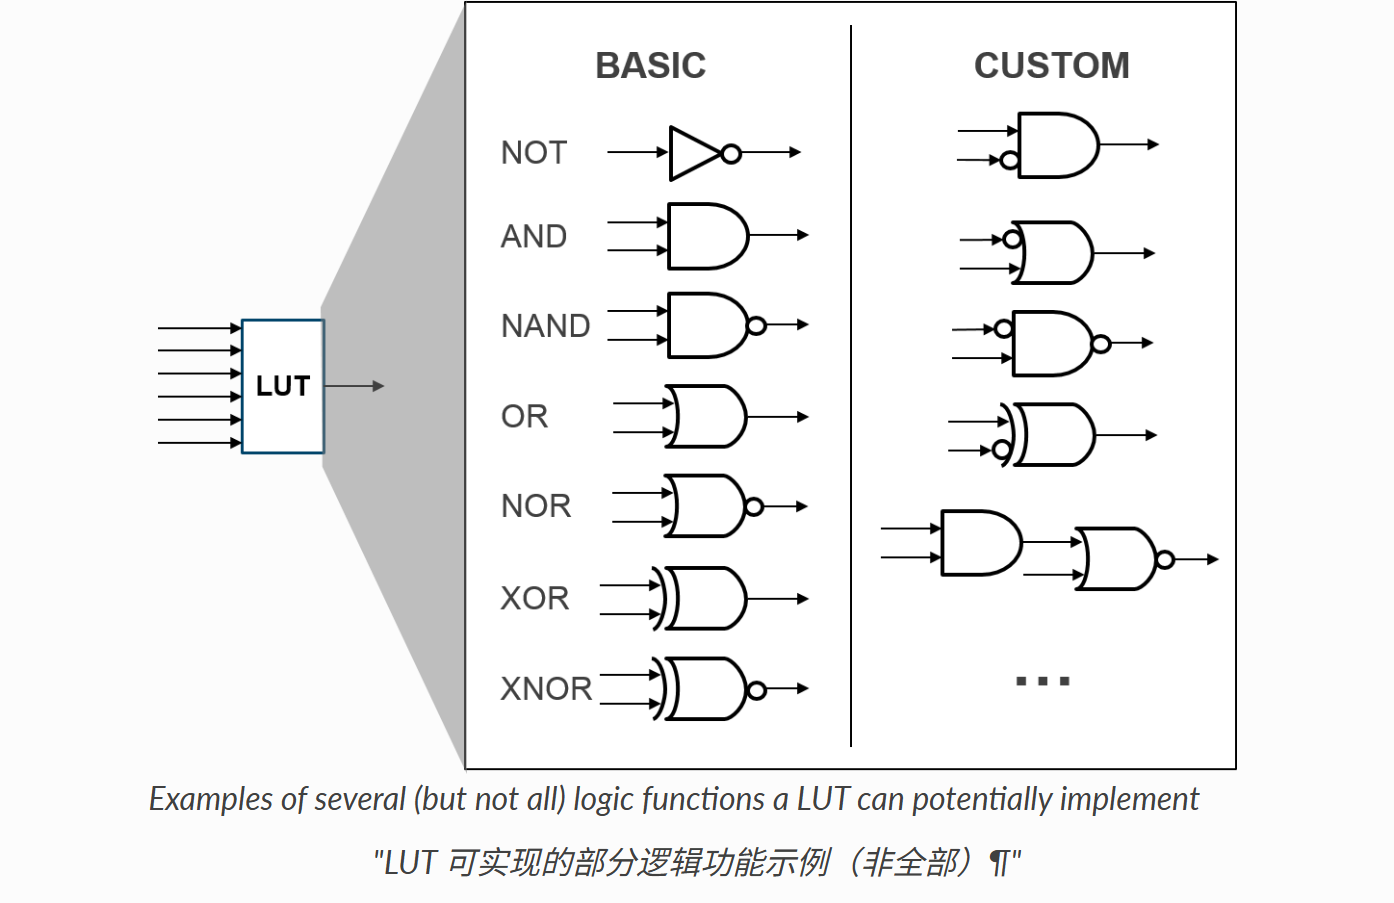 BASIC
CUSTOM
NOT
AND
NAND
OR
NOR
XOR
XNOR
LUT
...
Examples of several (but not all) logic functions a LUT can potentially implement
"LUT 可实现的部分逻辑功能示例（非全部）¶"